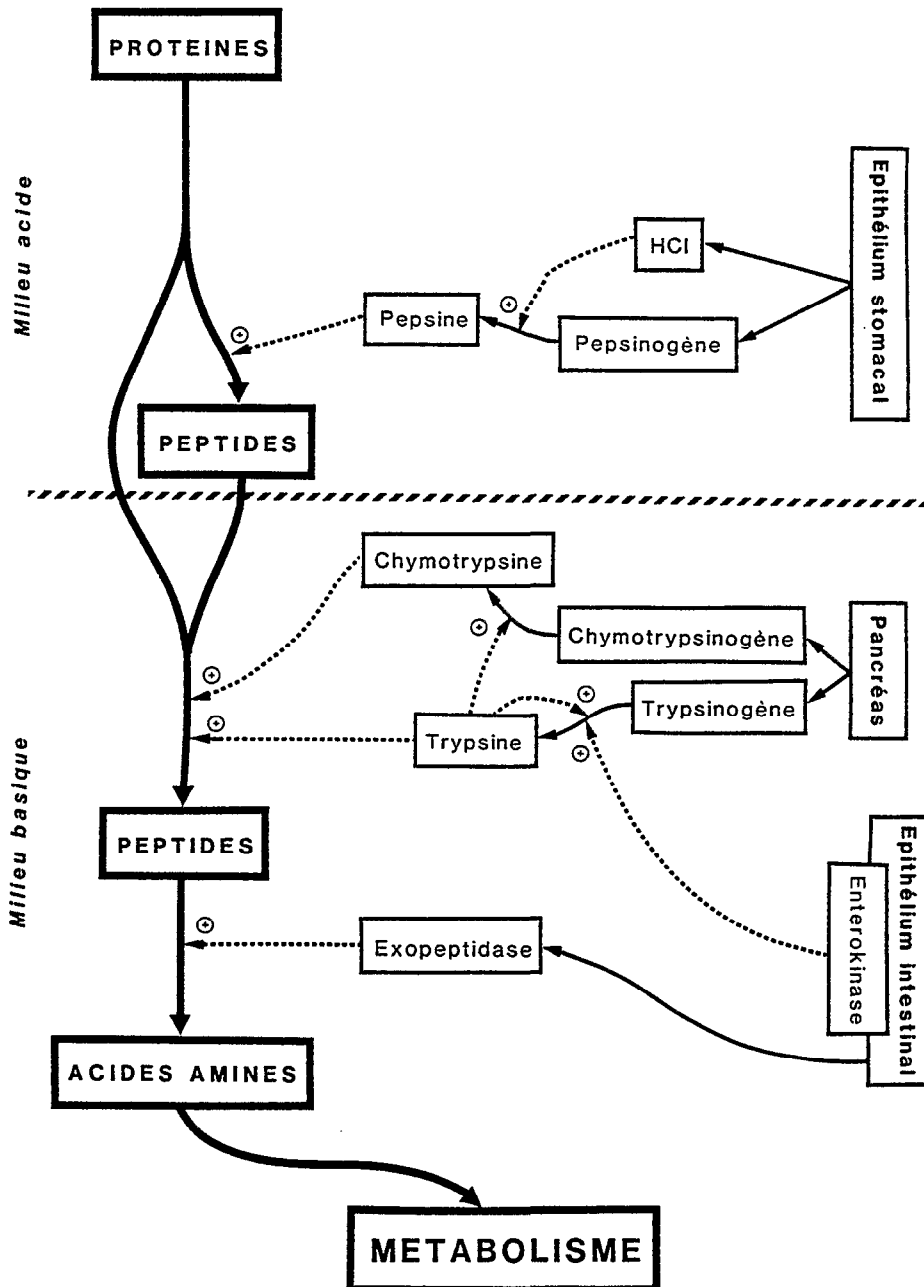 PROTEINES
Milieu acide
Epithélium stomacal
HCl
⊕
Pepsine
⊕
Pepsinogène
PEPTIDES
Chymotrypsine
⊕
Chymotrypsinogène
Pancréas
⊕
⊕
Trypsinogène
⊕
Trypsine
⊕
Milieu basique
PEPTIDES
Epithélium intestinal
Enterokinase
⊕
Exopeptidase
ACIDES AMINES
METABOLISME